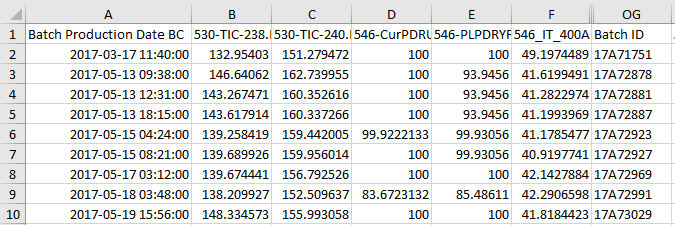 A B C D E F OG
1 Batch Production Date BC 530-TIC-238. 530-TIC-240. 546-CurPDRU 546-PLPDRYF 546_IT_400A Batch ID
2 2017-03-17 11:40:00 132.95403 151.279472 100 100 49.1974489 17A71751
3 2017-05-13 09:38:00 146.64062 162.739955 100 93.9456 41.6199491 17A72878
4 2017-05-13 12:31:00 143.267471 160.352616 100 93.9456 41.2822974 17A72881
5 2017-05-13 18:15:00 143.617914 160.337266 100 93.9456 41.1993969 17A72887
6 2017-05-15 04:24:00 139.258419 159.442005 99.9222133 99.93056 41.1785477 17A72923
7 2017-05-15 08:21:00 139.689926 159.956014 100 99.93056 40.9197741 17A72927
8 2017-05-17 03:12:00 139.674441 156.792526 100 100 42.1427884 17A72969
9 2017-05-18 03:48:00 138.209927 152.509637 83.6723132 85.48611 42.2906598 17A72991
10 2017-05-19 15:56:00 148.334573 155.993058 100 100 41.8184423 17A73029